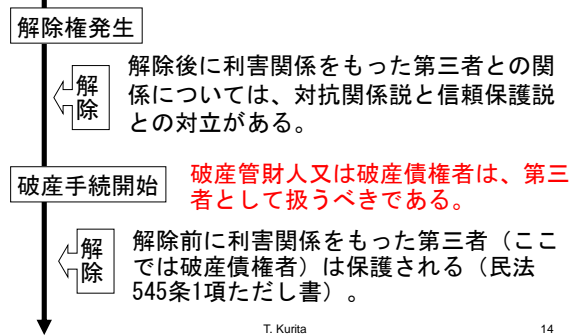 解除権発生
解除
解除後に利害関係をもった第三者との関
係については、対抗関係説と信頼保護説
との対立がある。
破産手続開始
破産管財人又は破産債権者は、第三
者として扱うべきである。
解除
解除前に利害関係をもった第三者（ここ
では破産債権者）は保護される（民法
545条1項ただし書）。
T. Kurita
14